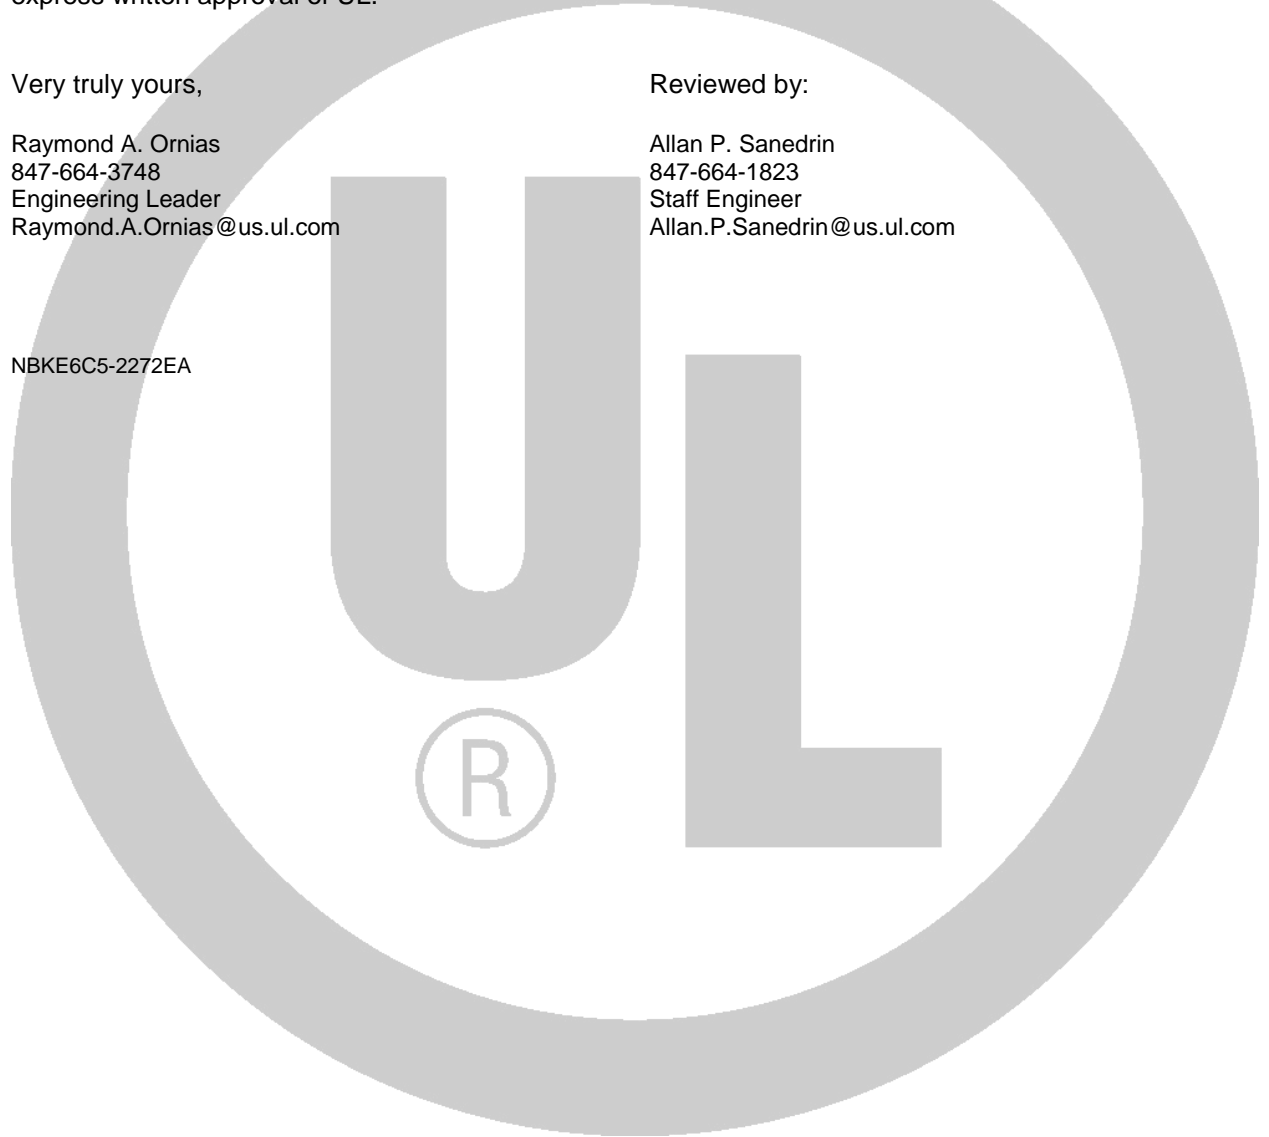 express written approval of UL.
Very truly yours,
Raymond A. Ornias
847-664-3748
Engineering Leader
Raymond.A.Ornias@us.ul.com
Reviewed by:
Allan P. Sanedrin
847-664-1823
Staff Engineer
Allan.P.Sanedrin@us.ul.com
NBKE6C5-2272EA
UL
®